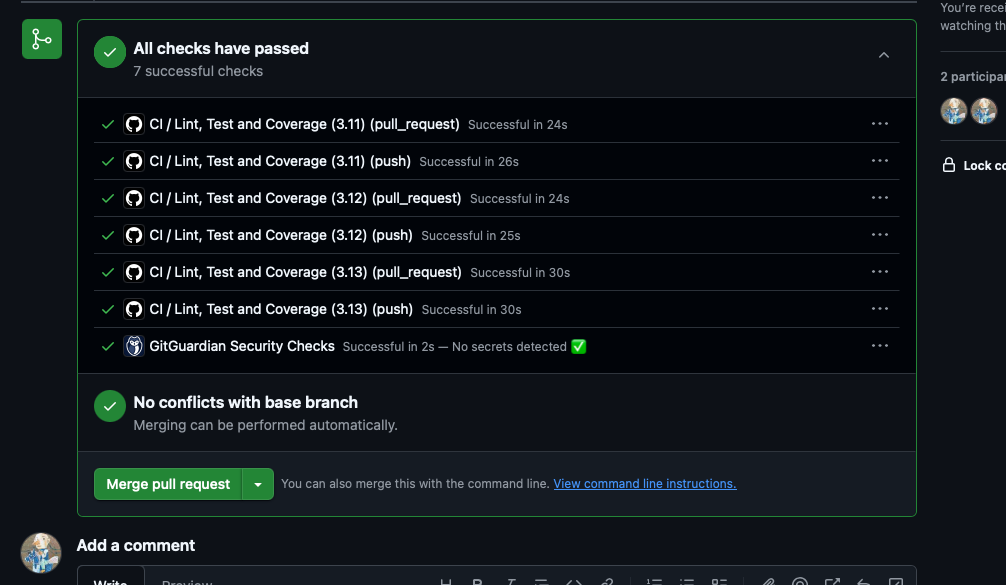 You're rece
watching th
All checks have passed
7 successful checks
2 participa
CI / Lint, Test and Coverage (3.11) (pull_request) Successful in 24s
CI / Lint, Test and Coverage (3.11) (push) Successful in 26s
Lock co
CI / Lint, Test and Coverage (3.12) (pull_request) Successful in 24s
CI / Lint, Test and Coverage (3.12) (push) Successful in 25s
CI / Lint, Test and Coverage (3.13) (pull_request) Successful in 30s
CI / Lint, Test and Coverage (3.13) (push) Successful in 30s
GitGuardian Security Checks Successful in 2s — No secrets detected ✅
No conflicts with base branch
Merging can be performed automatically.
Merge pull request You can also merge this with the command line. View command line instructions.
Add a comment
Write Preview